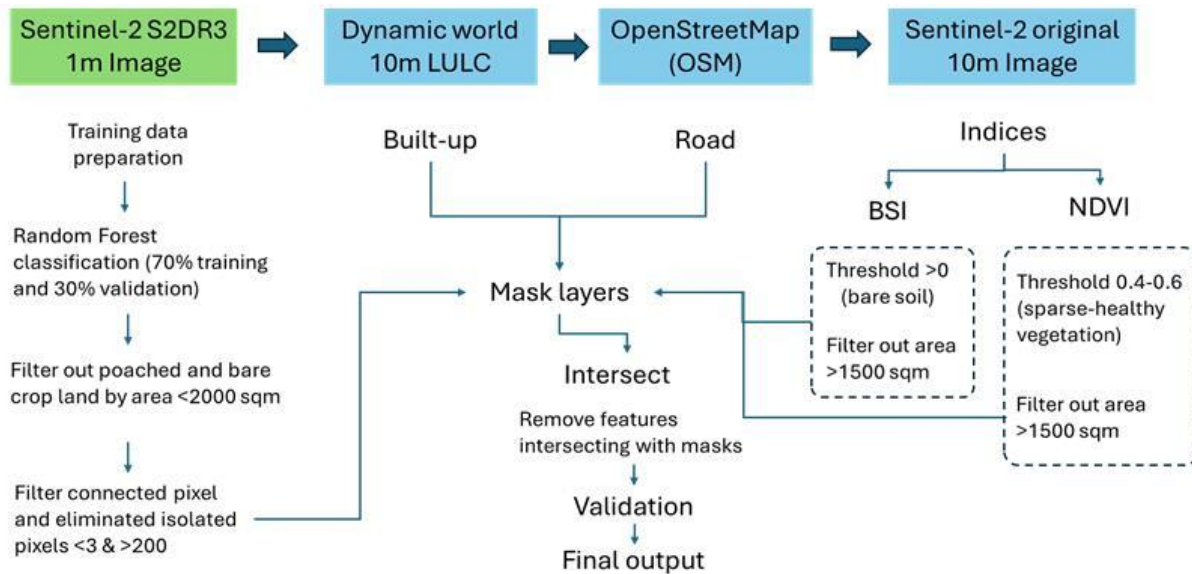 Sentinel-2 S2DR3
1m Image
Dynamic world
10m LULC
OpenStreetMap
(OSM)
Sentinel-2 original
10m Image
Training data
preparation
Random Forest
classification (70% training
and 30% validation)
Filter out poached and bare
crop land by area <2000 sqm
Filter connected pixel
and eliminated isolated
pixels <3 & >200
Built-up
Road
Mask layers
Intersect
Remove features
intersecting with masks
Validation
Final output
Indices
BSI
NDVI
Threshold >0
(bare soil)
Filter out area
>1500 sqm
Threshold 0.4-0.6
(sparse-healthy
vegetation)
Filter out area
>1500 sqm